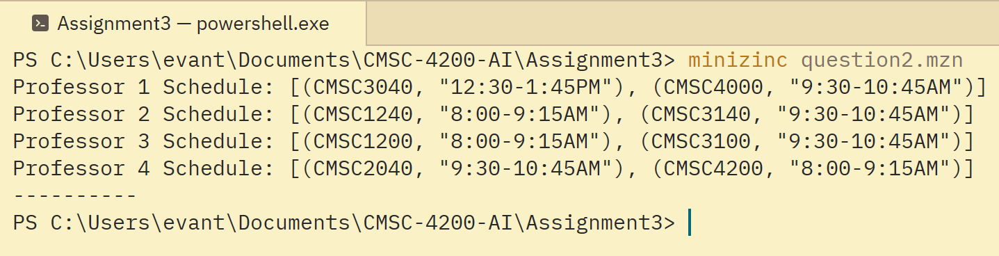 Assignment3 — powershell.exe
PS C:\Users\evant\Documents\CMSC-4200-AI\Assignment3> minizinc question2.mzn
Professor 1 Schedule: [(CMSC3040, "12:30-1:45PM"), (CMSC4000, "9:30-10:45AM")]
Professor 2 Schedule: [(CMSC1240, "8:00-9:15AM"), (CMSC3140, "9:30-10:45AM")]
Professor 3 Schedule: [(CMSC1200, "8:00-9:15AM"), (CMSC3100, "9:30-10:45AM")]
Professor 4 Schedule: [(CMSC2040, "9:30-10:45AM"), (CMSC4200, "8:00-9:15AM")]
----------
PS C:\Users\evant\Documents\CMSC-4200-AI\Assignment3>